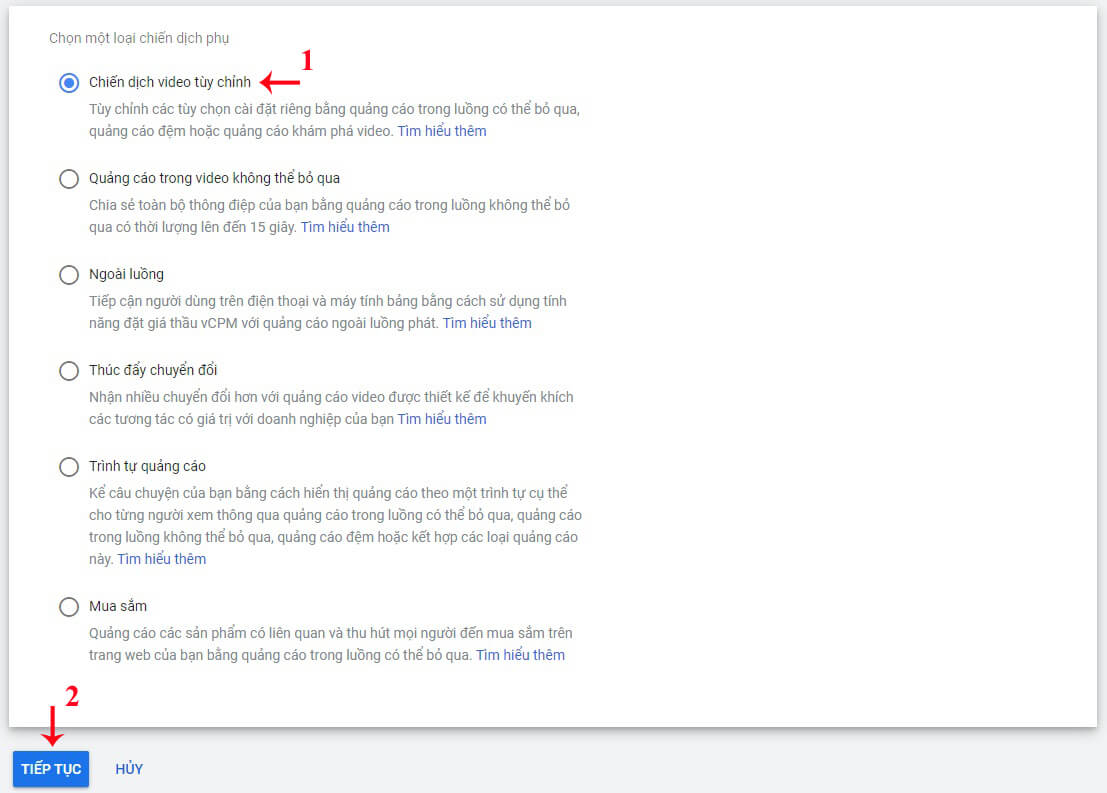 Chọn một loại chiến dịch phụ
1
Chiến dịch video tùy chỉnh
Tùy chỉnh các tùy chọn cài đặt riêng bằng quảng cáo trong luồng có thể bỏ qua,
quảng cáo đệm hoặc quảng cáo khám phá video. Tìm hiểu thêm
Quảng cáo trong video không thể bỏ qua
Chia sẻ toàn bộ thông điệp của bạn bằng quảng cáo trong luồng không thể bỏ
qua có thời lượng lên đến 15 giây. Tìm hiểu thêm
Ngoài luồng
Tiếp cận người dùng trên điện thoại và máy tính bảng bằng cách sử dụng tính
năng đặt giá thầu vCPM với quảng cáo ngoài luồng phát. Tìm hiểu thêm
Thúc đẩy chuyển đổi
Nhận nhiều chuyển đổi hơn với quảng cáo video được thiết kế để khuyến khích
các tương tác có giá trị với doanh nghiệp của bạn Tìm hiểu thêm
Trình tự quảng cáo
Kể câu chuyện của bạn bằng cách hiển thị quảng cáo theo một trình tự cụ thể
cho từng người xem thông qua quảng cáo trong luồng có thể bỏ qua, quảng cáo
trong luồng không thể bỏ qua, quảng cáo đệm hoặc kết hợp các loại quảng cáo
này. Tìm hiểu thêm
Mua sắm
Quảng cáo các sản phẩm có liên quan và thu hút mọi người đến mua sắm trên
trang web của bạn bằng quảng cáo trong luồng có thể bỏ qua. Tìm hiểu thêm
2
TIẾP TỤC HỦY